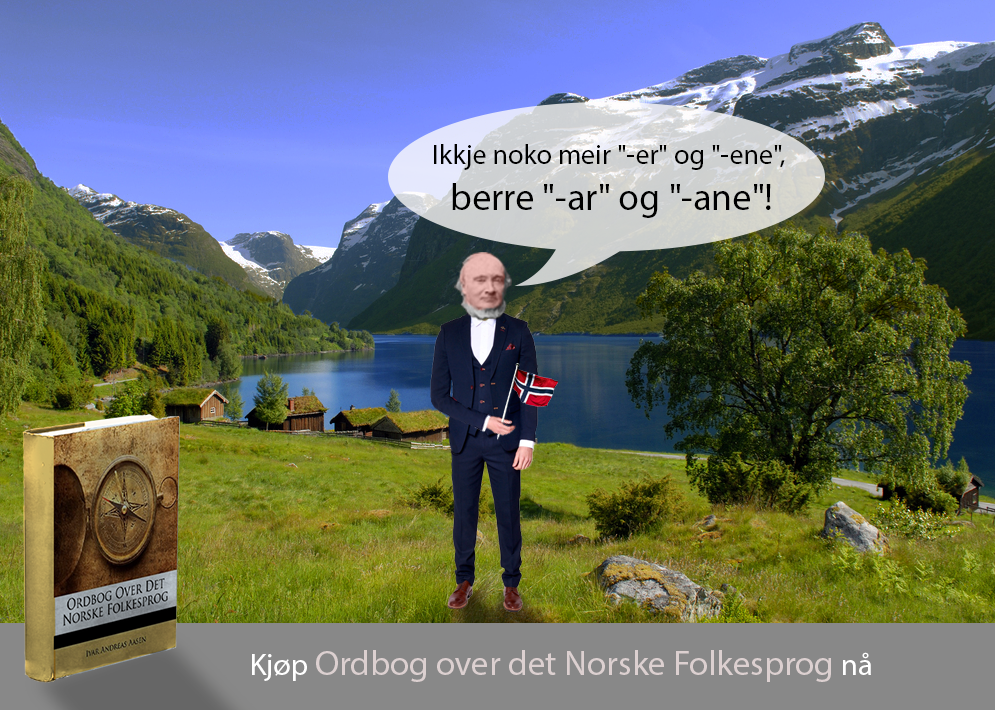 Ikkje noko meir "-er" og "-ene",
berre "-ar" og "-ane"!
Ordbog Over Det
Norske Folkesprog
Ivar Andreas Aasen
Kjøp Ordbog over det Norske Folkesprog nå